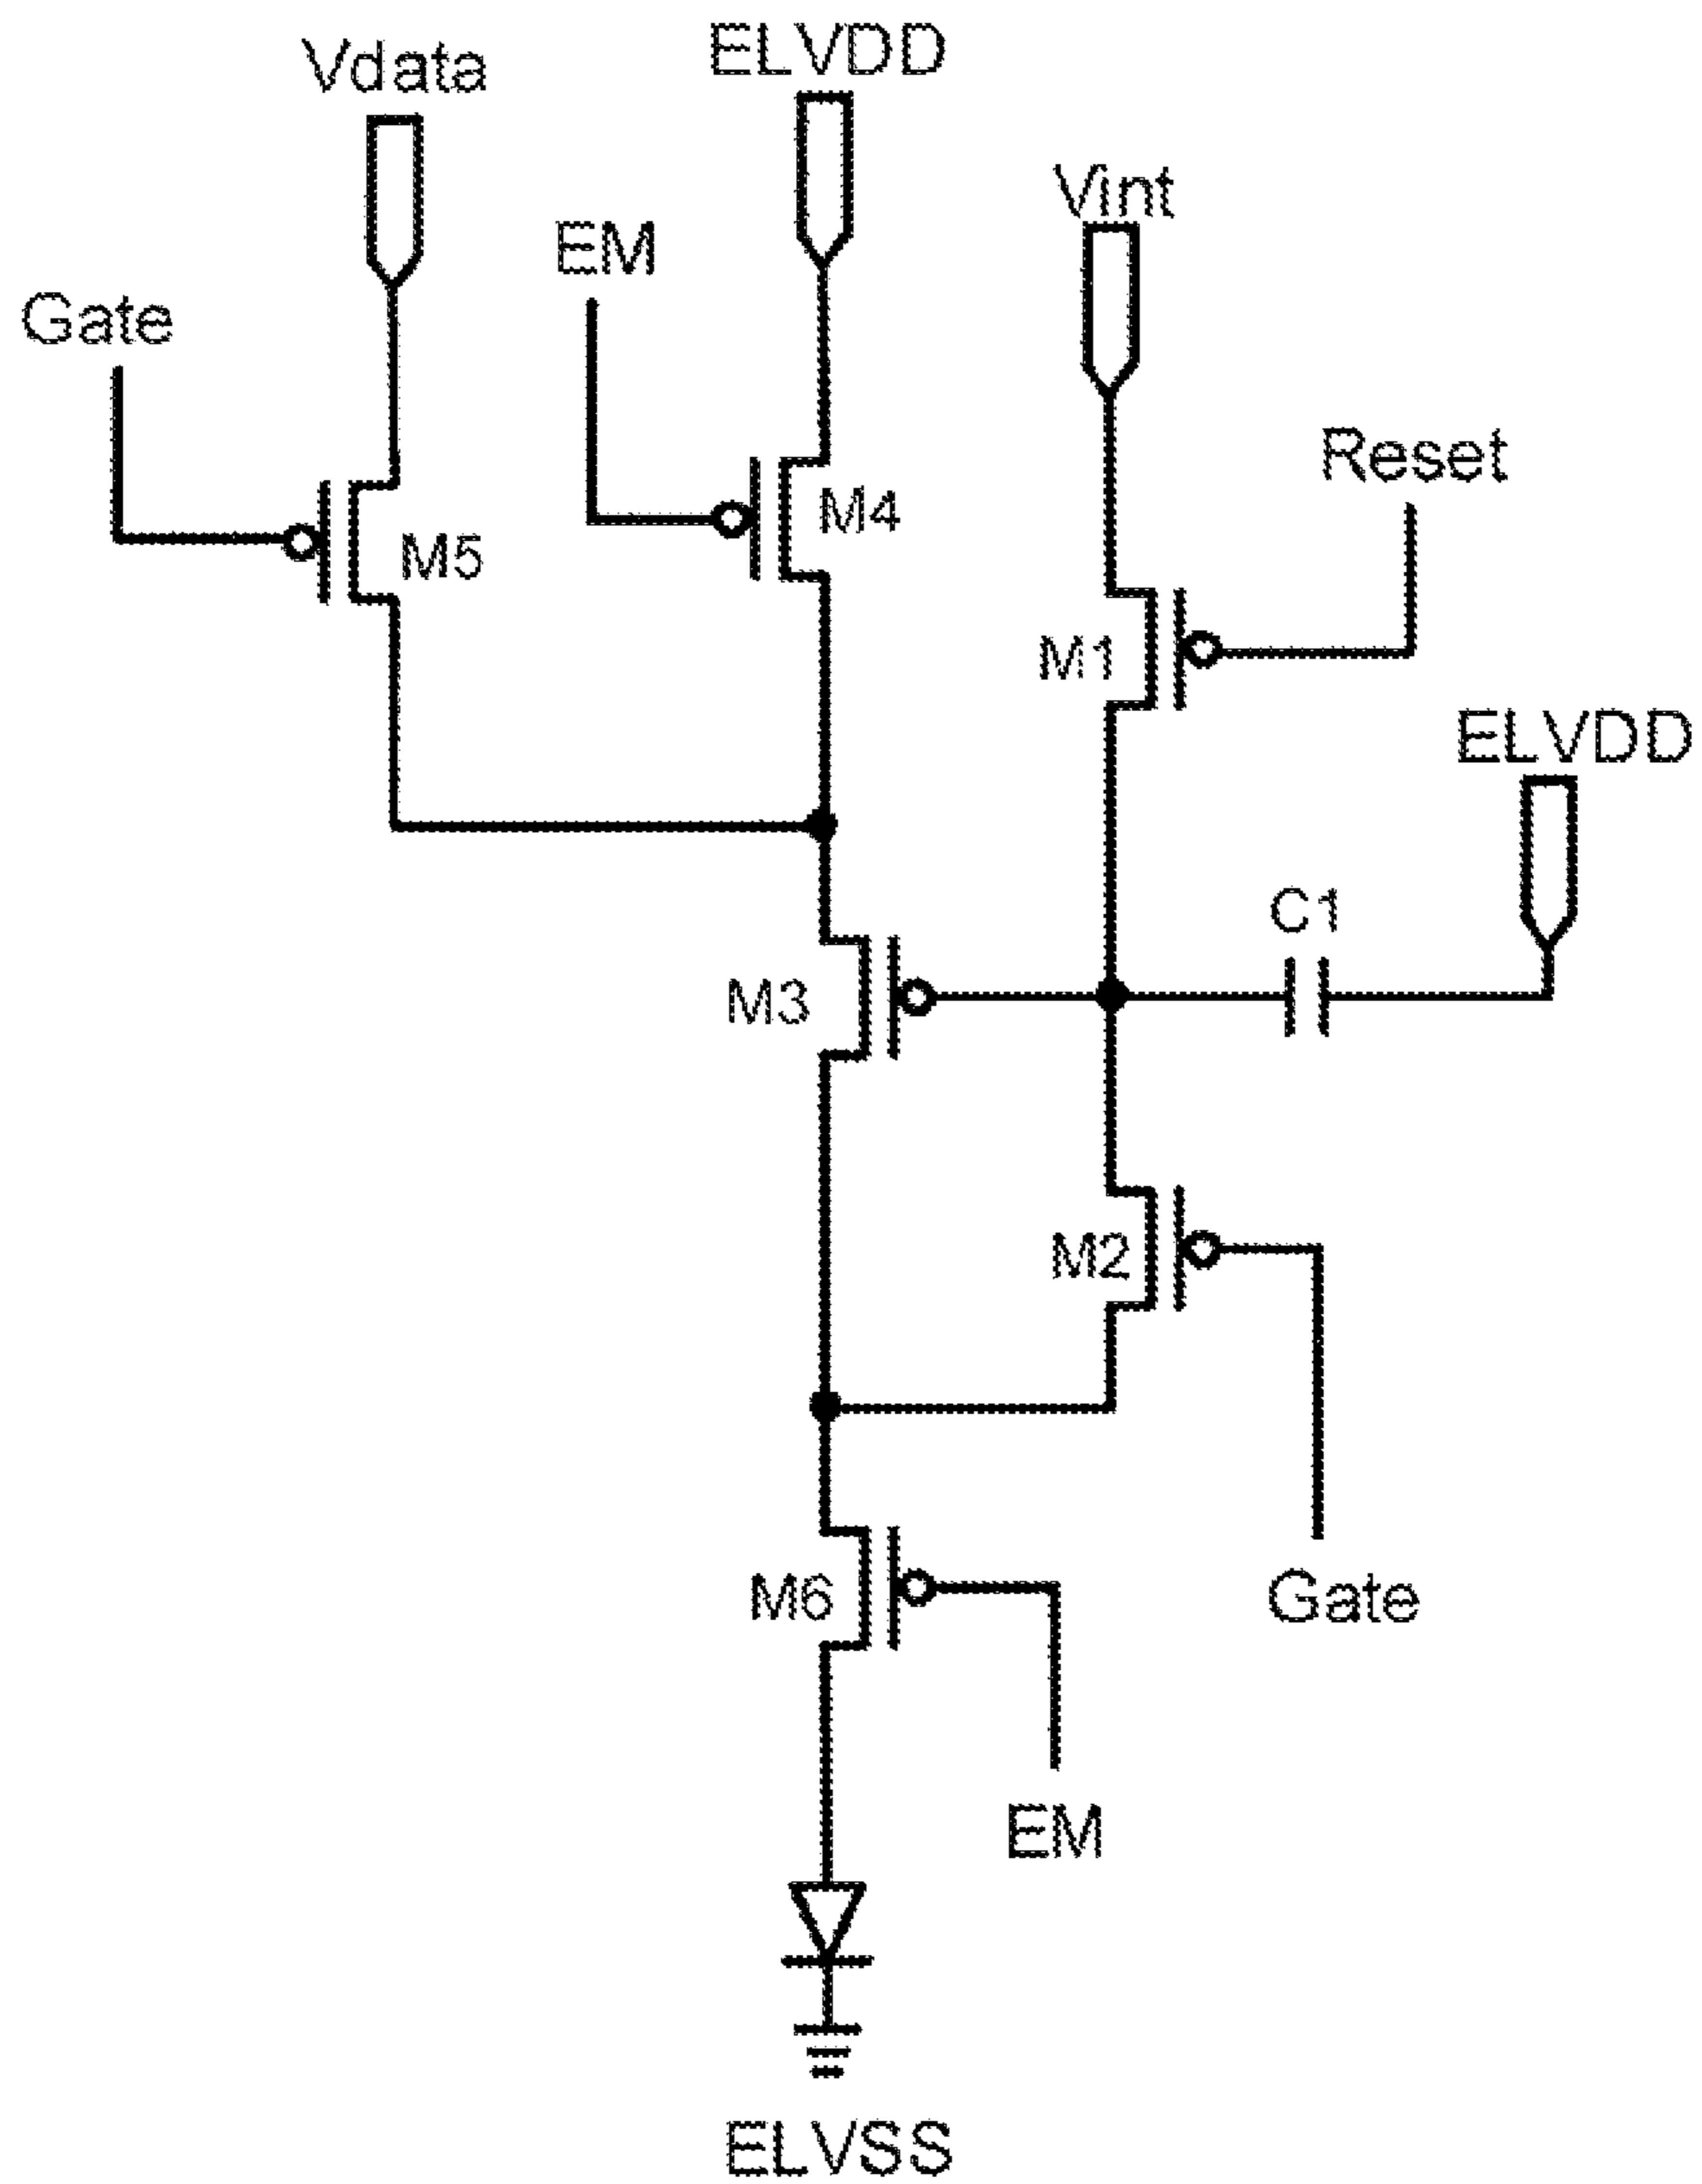 Vdata
ELVDD
Vint
EM
Gate
Reset
M4
M5
M1
ELVDD
C1
M3
M2
M6
Gate
EM
ELVSS